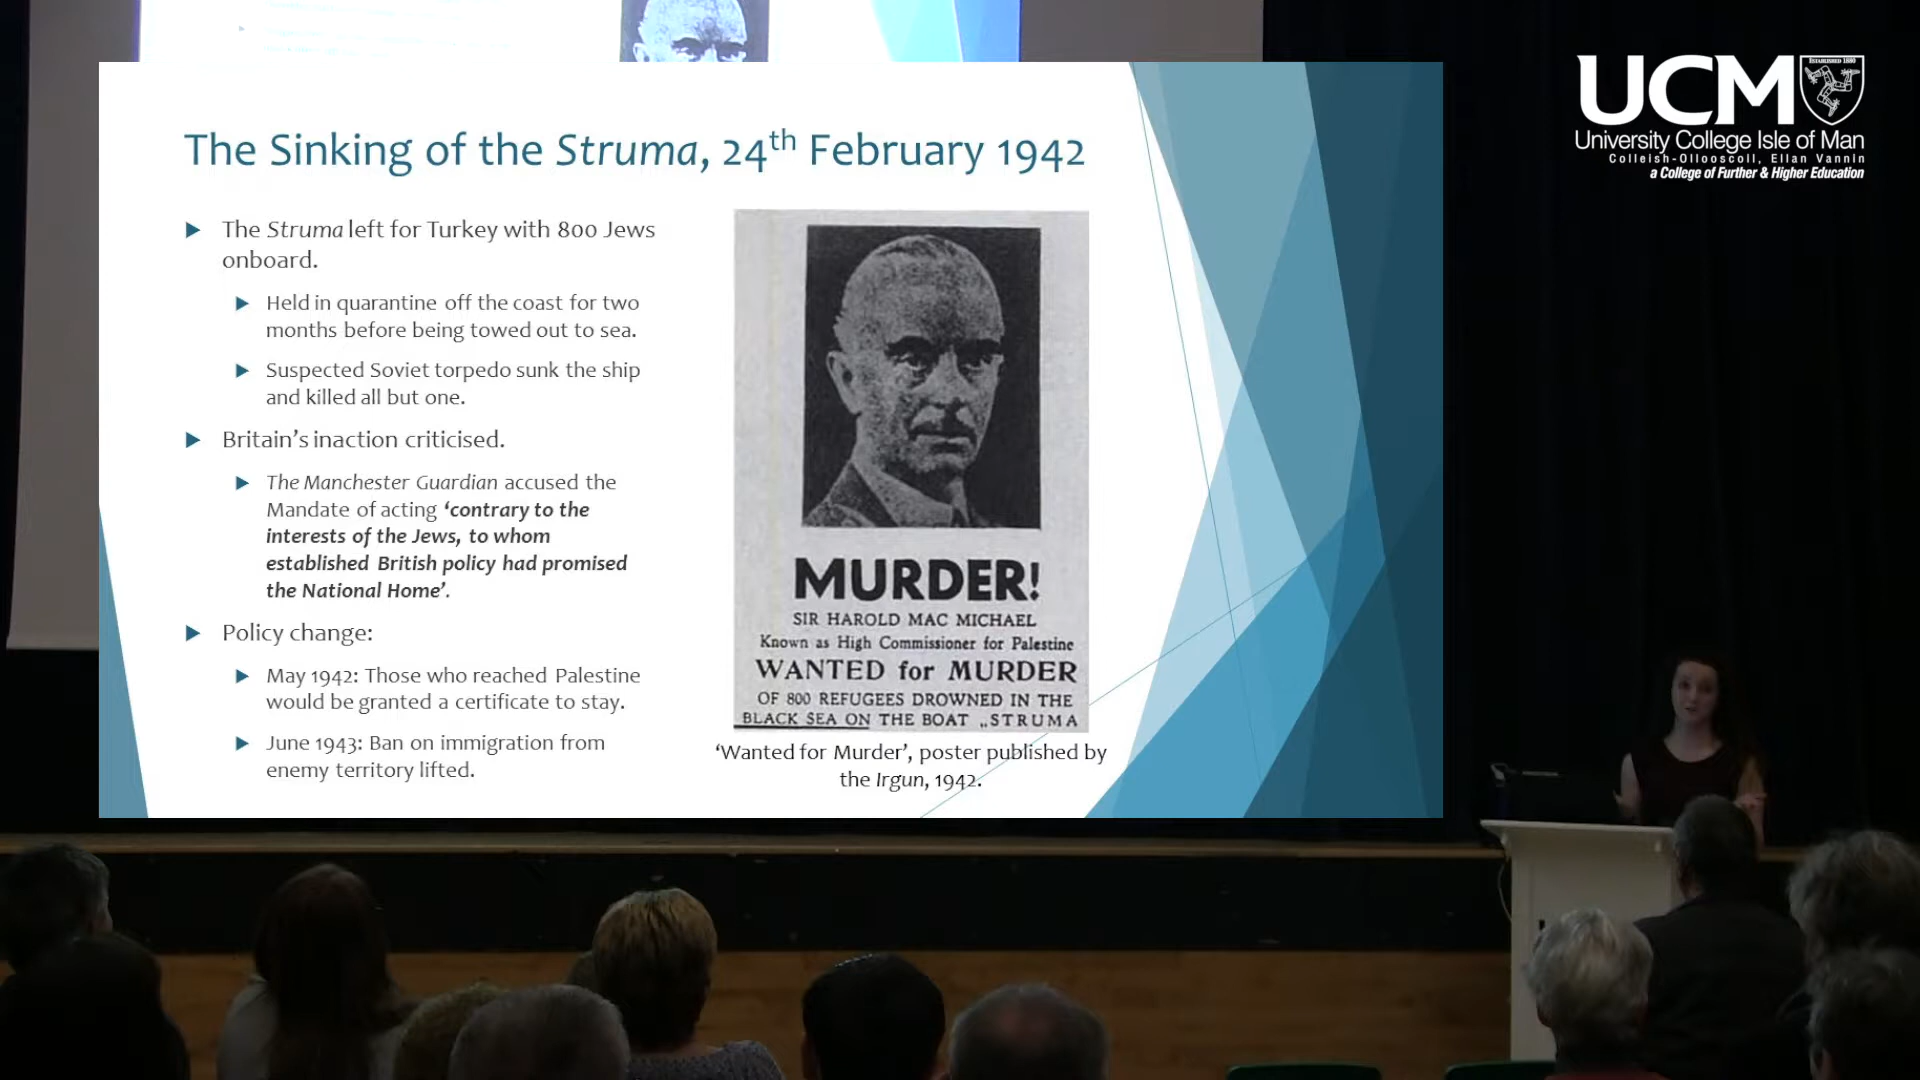 The Sinking of the Struma, 24th February 1942
The Struma left for Turkey with 800 Jews
onboard.
Held in quarantine off the coast for two
months before being towed out to sea.
Suspected Soviet torpedo sunk the ship
and killed all but one.
Britain’s inaction criticised.
The Manchester Guardian accused the
Mandate of acting ‘contrary to the
interests of the Jews, to whom
established British policy had promised
the National Home’.
Policy change:
May 1942: Those who reached Palestine
would be granted a certificate to stay.
June 1943: Ban on immigration from
enemy territory lifted.
MURDER!
SIR HAROLD MAC MICHAEL
Known as High Commissioner for Palestine
WANTED for MURDER
OF 800 REFUGEES DROWNED IN THE
BLACK SEA ON THE BOAT „STRUMA
‘Wanted for Murder’, poster published by
the Irgun, 1942.
UCM
ESTABLISHED 1880
University College Isle of Man
Colleish-Ollooscoill, Ellan Vannin
a College of Further & Higher Education